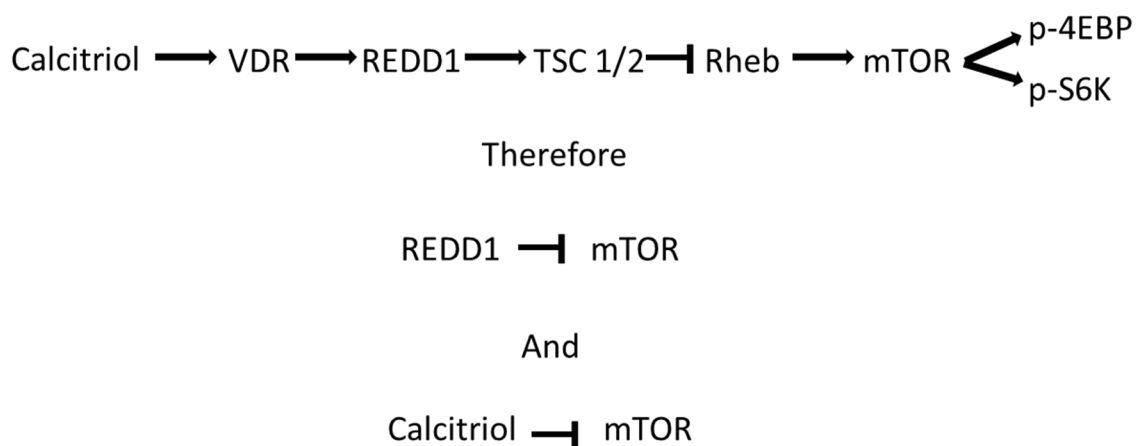 Calcitriol VDR REDD1 TSC 1/2 Rheb mTOR p-4EBP
p-S6K
Therefore
REDD1 mTOR
And
Calcitriol mTOR